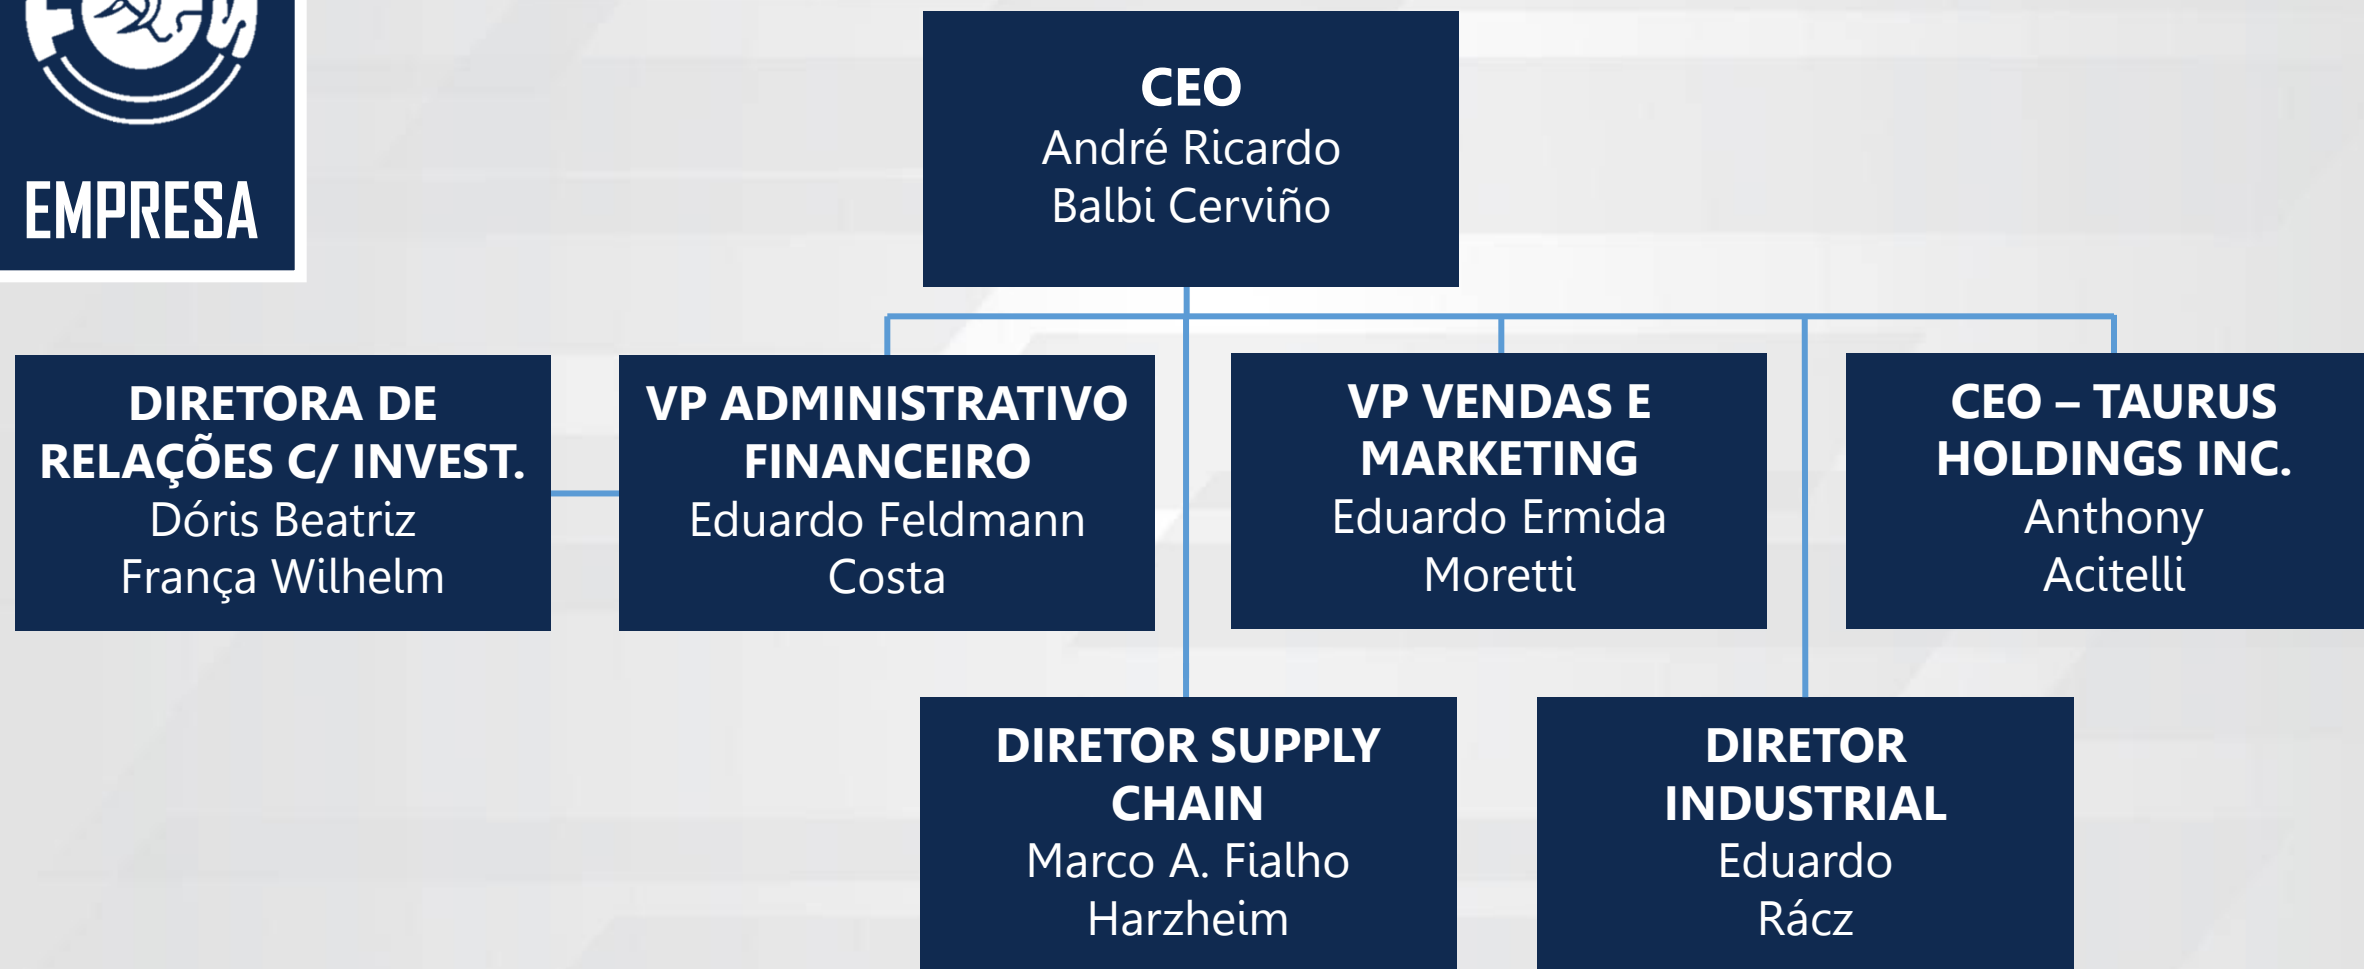 EMPRESA
CEO
André Ricardo
Balbi Cerviño
DIRETORA DE
RELAÇÕES C/ INVEST.
Dóris Beatriz
França Wilhelm
VP ADMINISTRATIVO
FINANCEIRO
Eduardo Feldmann
Costa
VP VENDAS E
MARKETING
Eduardo Ermida
Moretti
CEO – TAURUS
HOLDINGS INC.
Anthony
Acitelli
DIRETOR SUPPLY
CHAIN
Marco A. Fialho
Harzheim
DIRETOR
INDUSTRIAL
Eduardo
Rácz